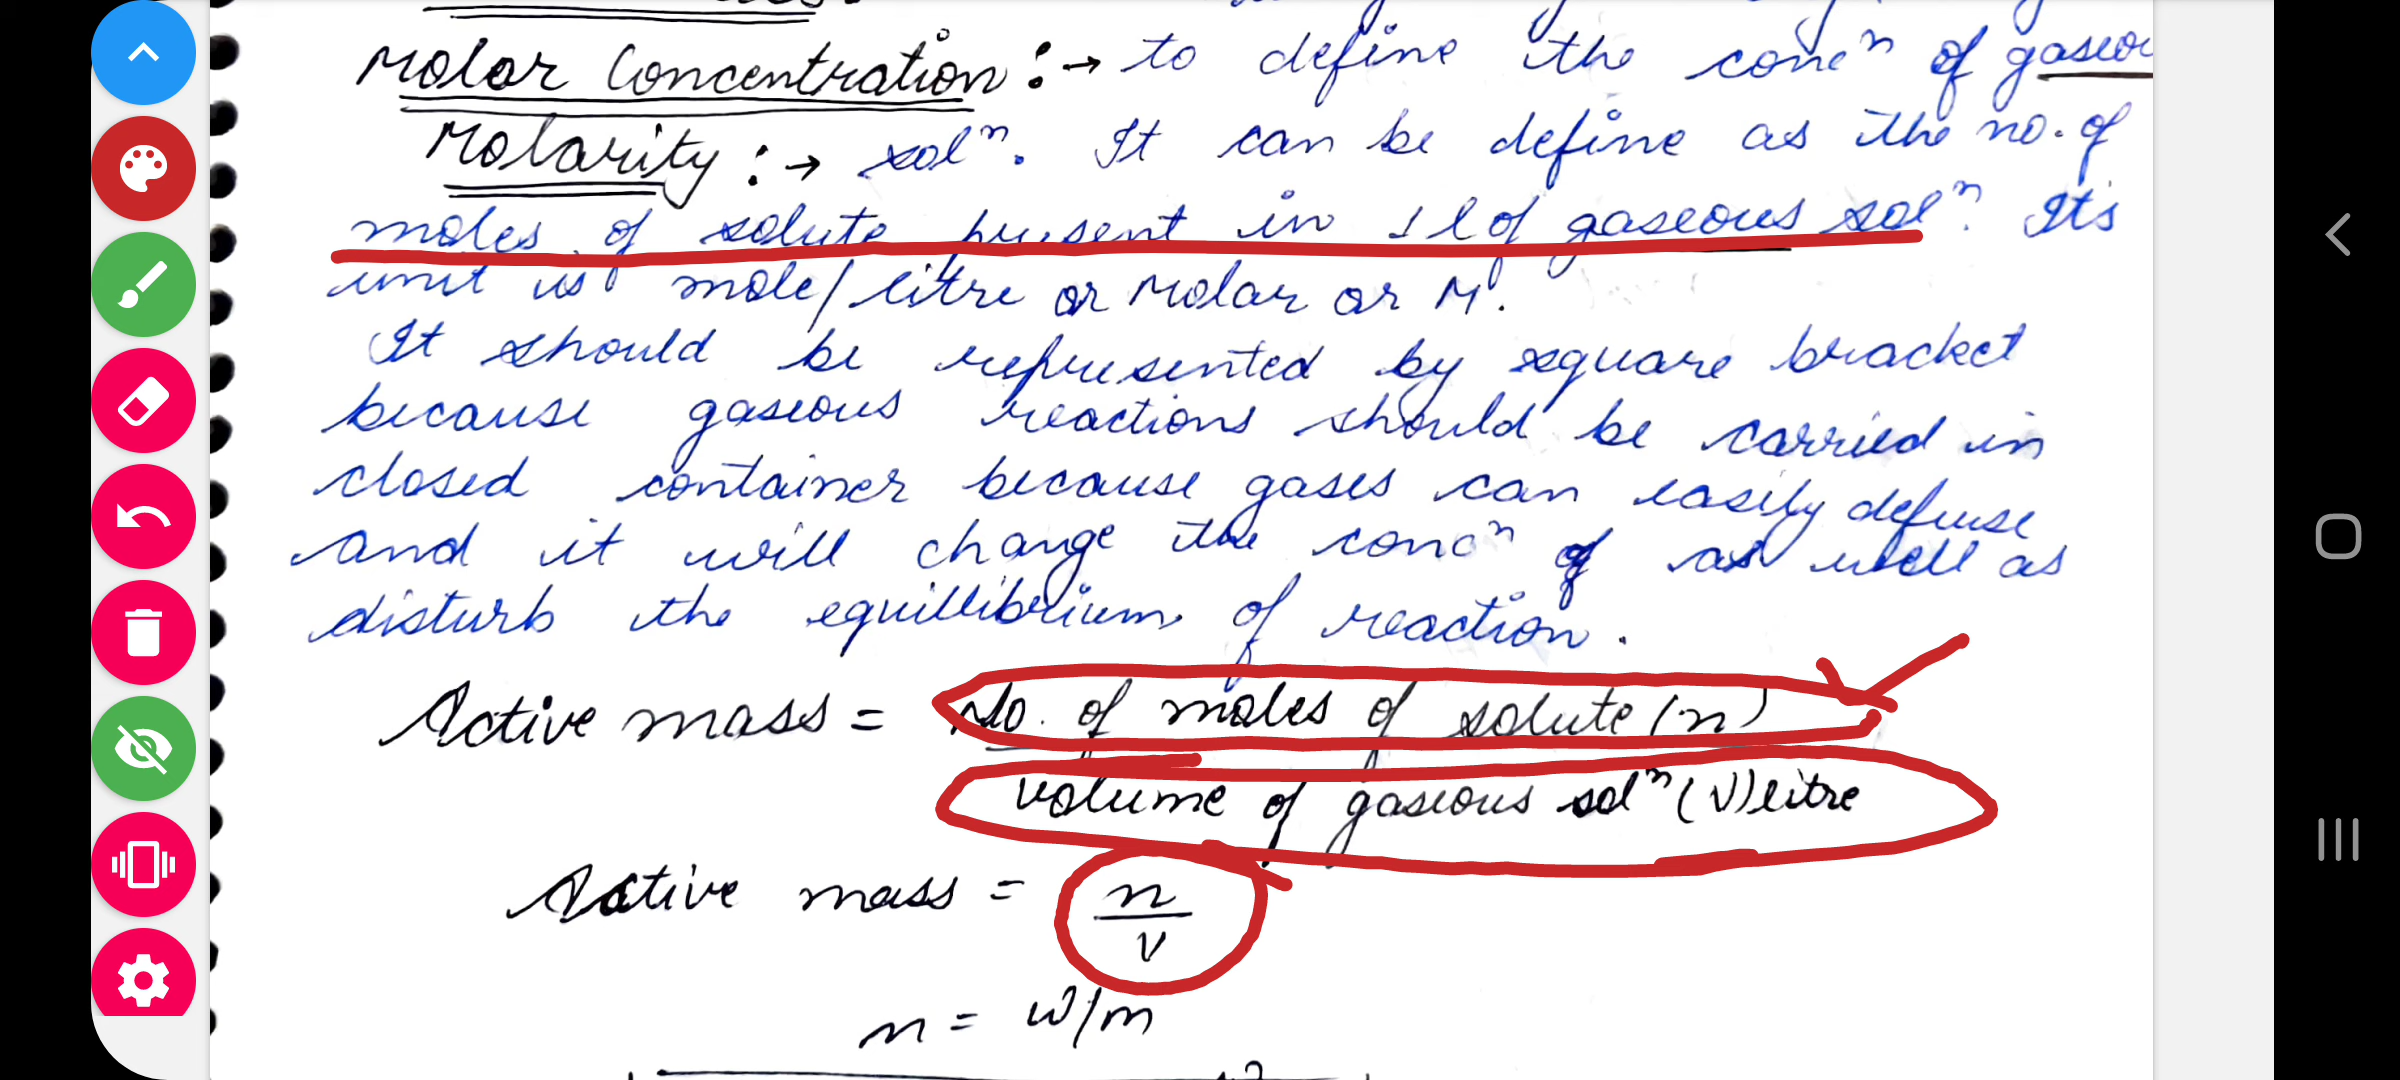 Molar Concentration :→ to define the concⁿ of gaseou
Molarity :→ solⁿ. It can be define as the no. of
moles of solute present in 1 l of gaseous solⁿ. Its
unit is mole/litre or Molar or M.
It should be represented by square bracket
because gaseous reactions should be carried in
closed container because gases can easily defuse
and it will change the concⁿ of as well as
disturb the equillibrium of reaction.
Active mass = No. of moles of solute (n)
volume of gaseous solⁿ (V) litre
Active mass = n
v
n = w/m